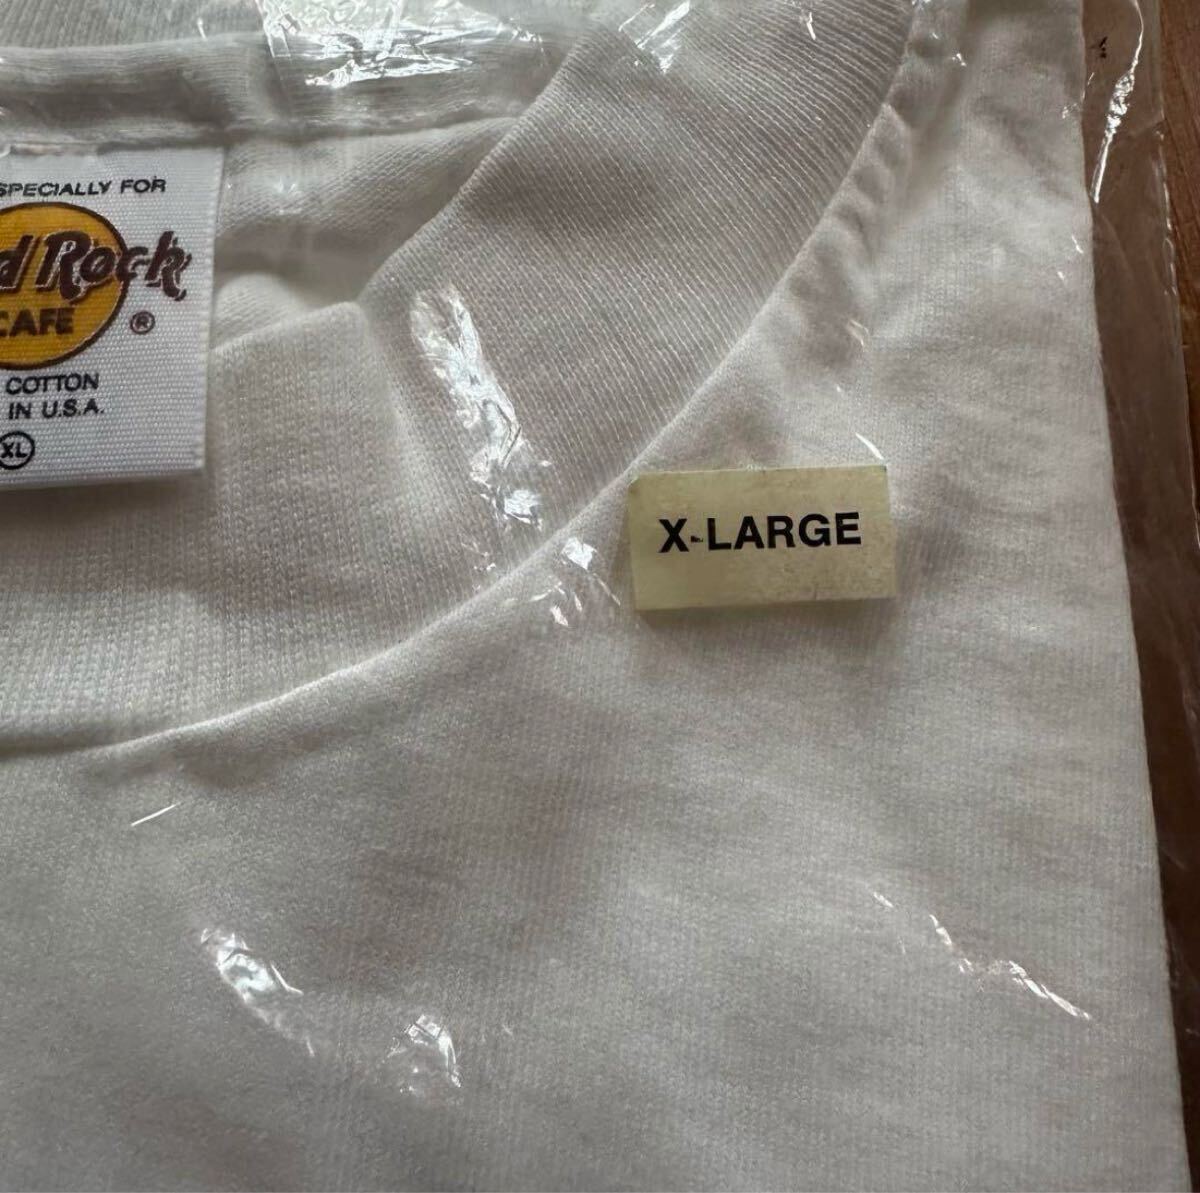 SPECIALLY FOR
d Rock
CAFE
®
COTTON
IN U.S.A.
XL
X-LARGE